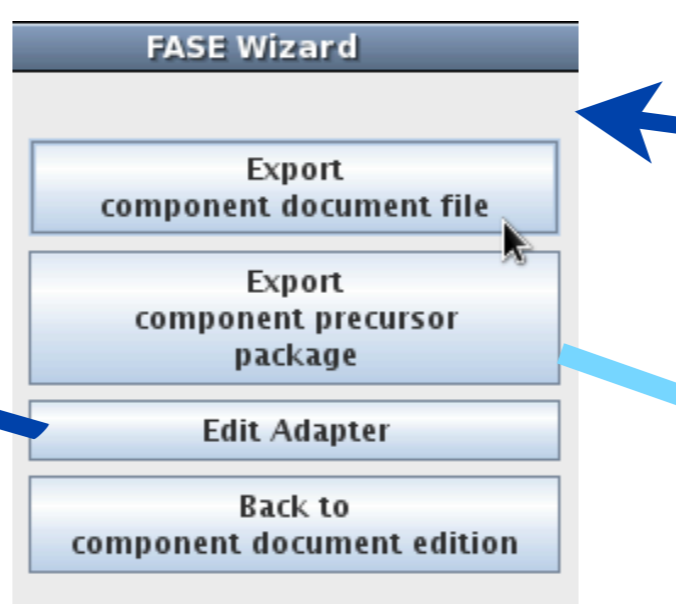 FASE Wizard
Export
component document file
Export
component precursor
package
Edit Adapter
Back to
component document edition